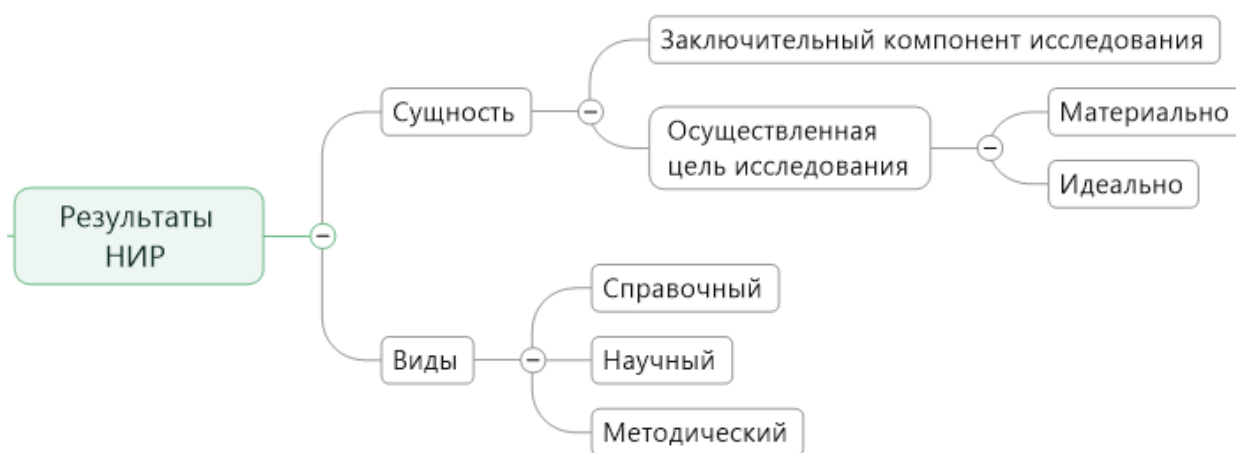 Результаты
НИР
Сущность
Заключительный компонент исследования
Осуществленная
цель исследования
Материально
Идеально
Виды
Справочный
Научный
Методический